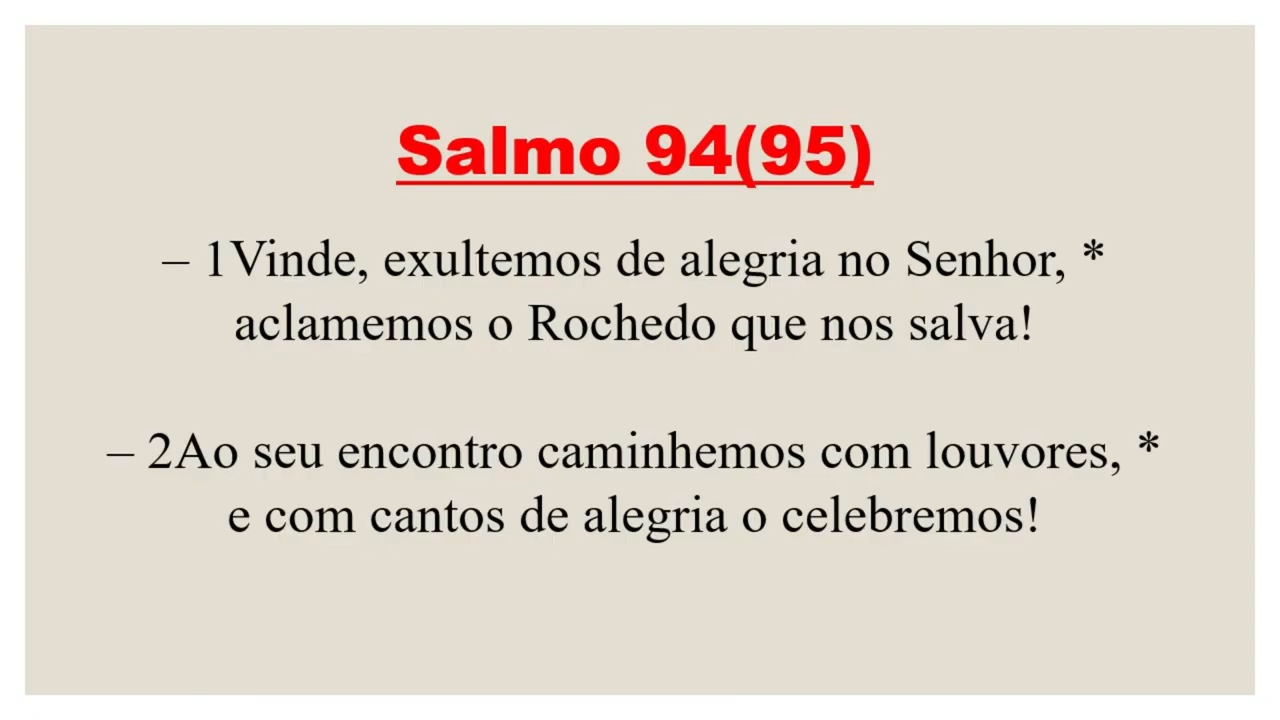 Salmo 94(95)
– 1Vinde, exultemos de alegria no Senhor, *
aclamemos o Rochedo que nos salva!
– 2Ao seu encontro caminhemos com louvores, *
e com cantos de alegria o celebremos!